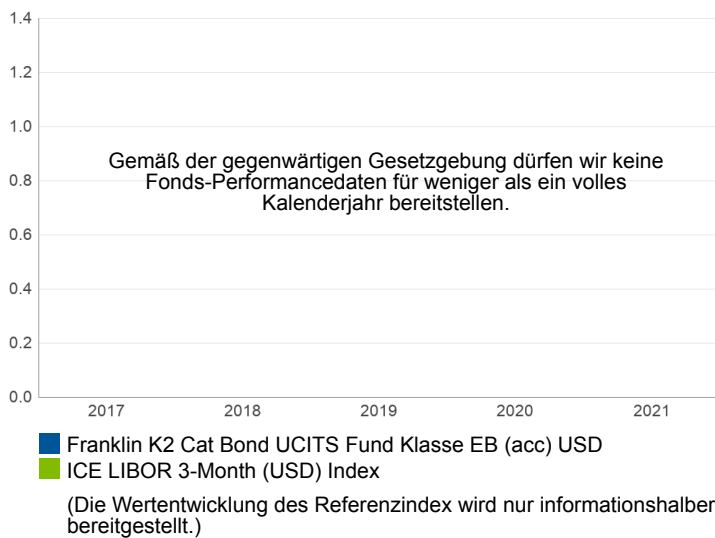 1.4
1.2
1.0
0.8
0.6
0.4
0.2
0.0
Gemäß der gegenwärtigen Gesetzgebung dürfen wir keine
Fonds-Performancedaten für weniger als ein volles
Kalenderjahr bereitstellen.
2017 2018 2019 2020 2021
Franklin K2 Cat Bond UCITS Fund Klasse EB (acc) USD
ICE LIBOR 3-Month (USD) Index
(Die Wertentwicklung des Referenzindex wird nur informationshalber
bereitgestellt.)